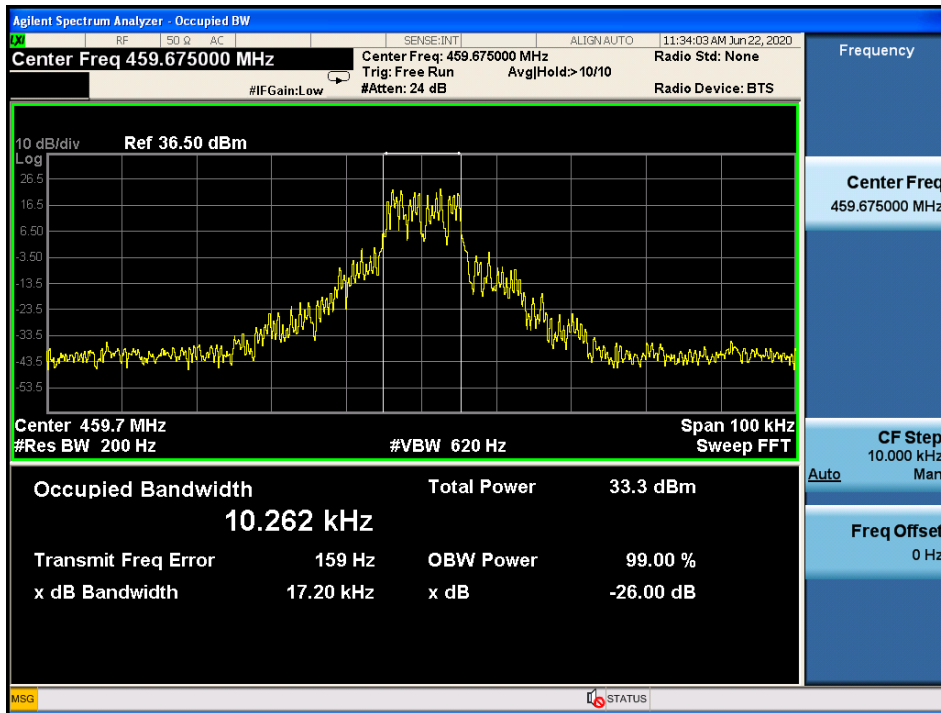 Agilent Spectrum Analyzer - Occupied BW
LXI RF 50 Ω AC SENSE:INT ALIGN AUTO 11:34:03 AM Jun 22, 2020
Center Freq 459.675000 MHz
Center Freq: 459.675000 MHz
Radio Std: None
Trig: Free Run Avg|Hold:>10/10
#IFGain:Low
#Atten: 24 dB
Radio Device: BTS
10 dB/div Ref 36.50 dBm
Log
26.5
16.5
6.50
-3.50
-13.5
-23.5
-33.5
-43.5
-53.5
Center 459.7 MHz Span 100 kHz
#Res BW 200 Hz #VBW 620 Hz Sweep FFT
Occupied Bandwidth Total Power 33.3 dBm
10.262 kHz
Transmit Freq Error 159 Hz OBW Power 99.00 %
x dB Bandwidth 17.20 kHz x dB -26.00 dB
MSG STATUS
Frequency
Center Freq
459.675000 MHz
CF Step
10.000 kHz
Auto Man
Freq Offset
0 Hz